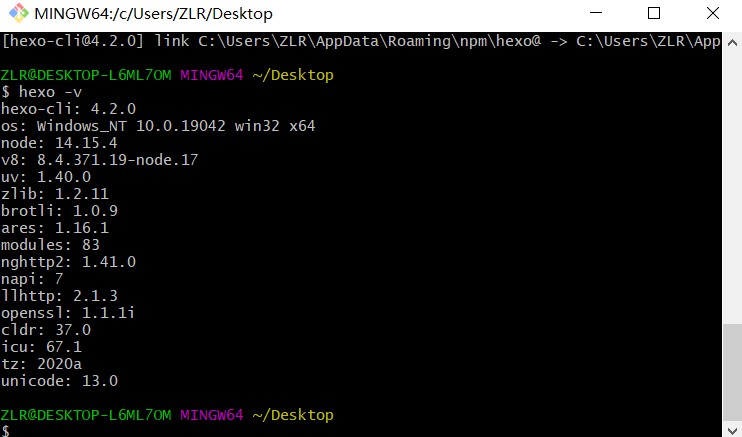 MINGW64:/c/Users/ZLR/Desktop
[hexo-cli@4.2.0] link C:\Users\ZLR\AppData\Roaming\npm\hexo@ -> C:\Users\ZLR\App
ZLR@DESKTOP-L6ML7OM MINGW64 ~/Desktop
$ hexo -v
hexo-cli: 4.2.0
os: Windows_NT 10.0.19042 win32 x64
node: 14.15.4
v8: 8.4.371.19-node.17
uv: 1.40.0
zlib: 1.2.11
brotli: 1.0.9
ares: 1.16.1
modules: 83
nghttp2: 1.41.0
napi: 7
llhttp: 2.1.3
openssl: 1.1.1i
cldr: 37.0
icu: 67.1
tz: 2020a
unicode: 13.0
ZLR@DESKTOP-L6ML7OM MINGW64 ~/Desktop
$